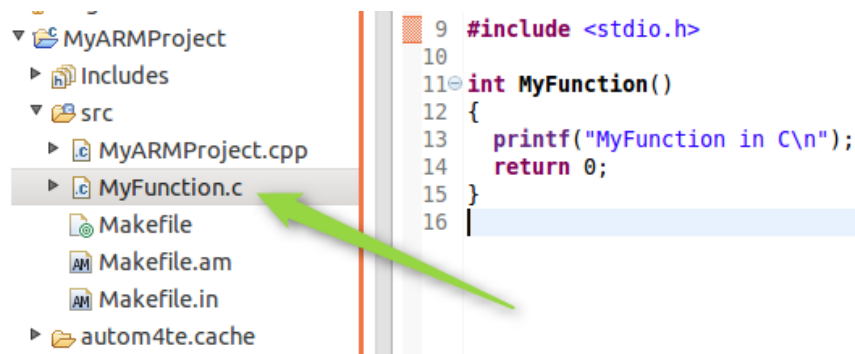 MyARMProject
Includes
src
MyARMProject.cpp
MyFunction.c
Makefile
Makefile.am
Makefile.in
autom4te.cache
9 #include <stdio.h>
10
11 int MyFunction()
12 {
13 printf("MyFunction in C\n");
14 return 0;
15 }
16